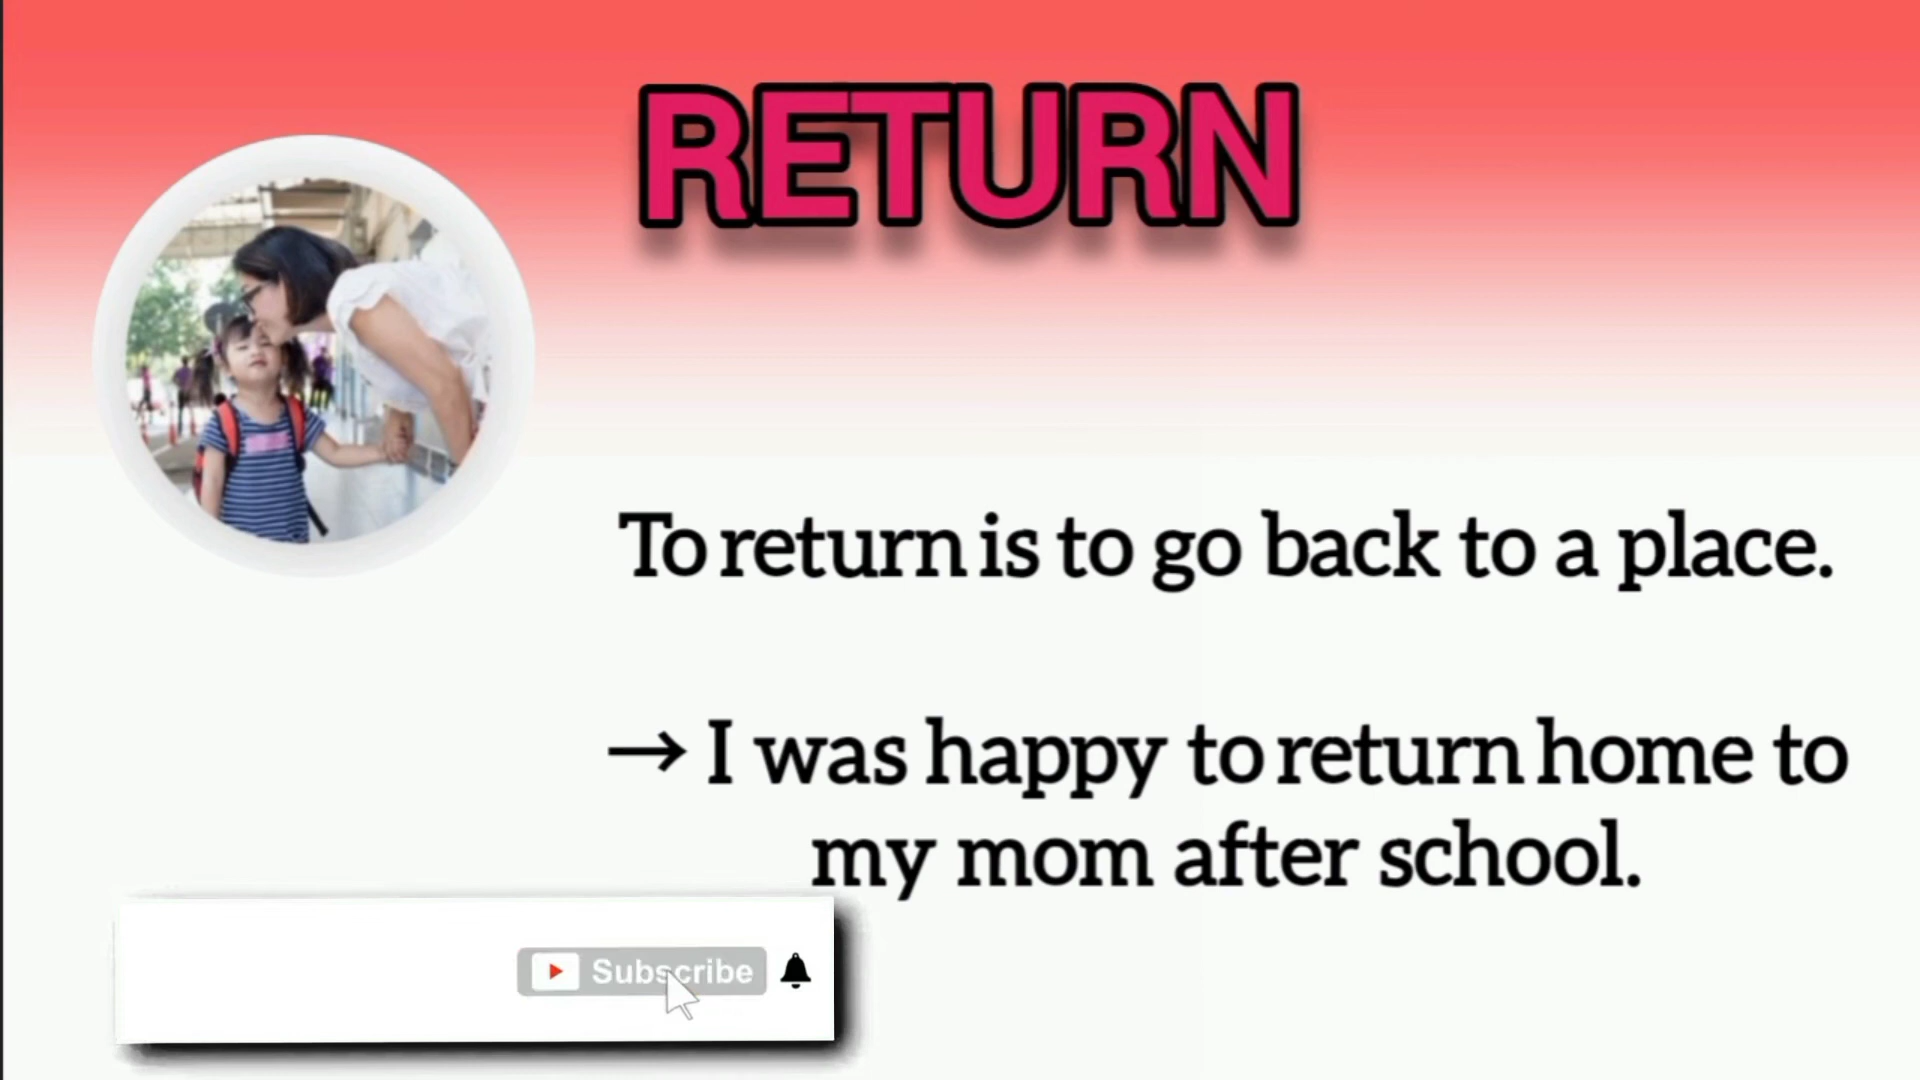 RETURN
To return is to go back to a place.
→ I was happy to return home to
my mom after school.
Subscribe